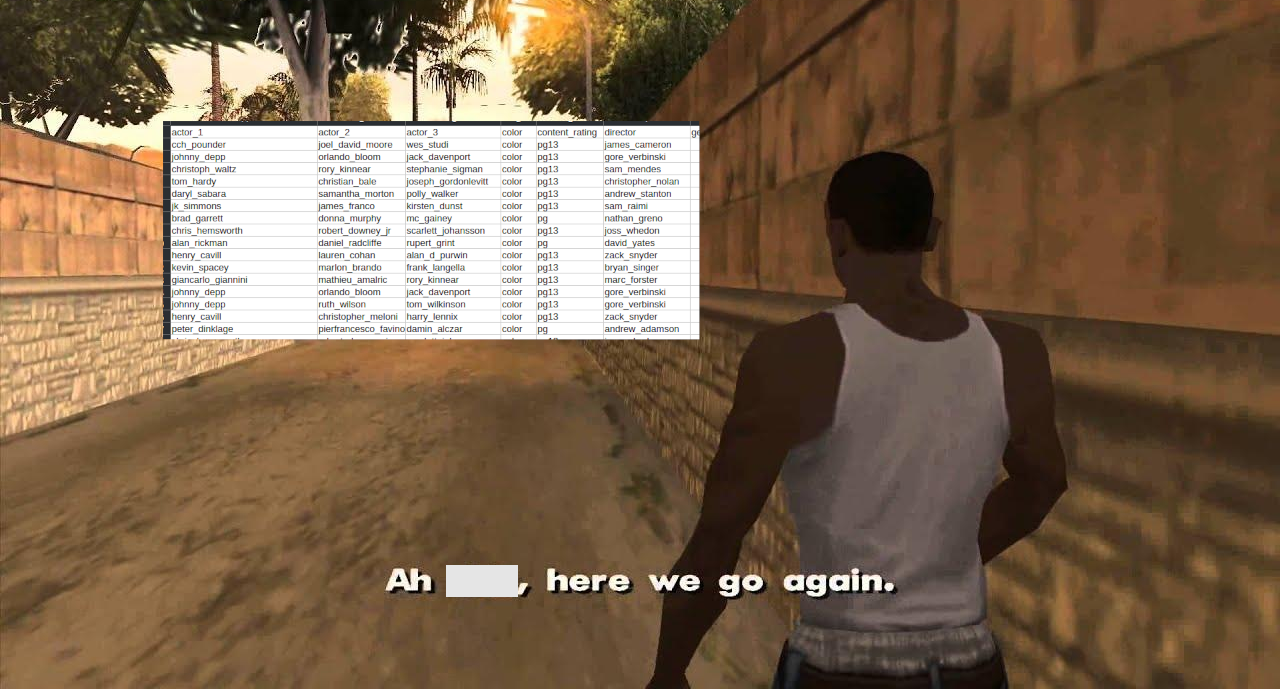 actor_1 actor_2 actor_3 color content_rating director
cch_pounder joel_david_moore wes_studi color pg13 james_cameron
johnny_depp orlando_bloom jack_davenport color pg13 gore_verbinski
christoph_waltz rory_kinnear stephanie_sigman color pg13 sam_mendes
tom_hardy christian_bale joseph_gordonlevitt color pg13 christopher_nolan
daryl_sabara samantha_morton polly_walker color pg13 andrew_stanton
jk_simmons james_franco kirsten_dunst color pg13 sam_raimi
brad_garrett donna_murphy mc_gainey color pg nathan_greno
chris_hemsworth robert_downey_jr scarlett_johansson color pg13 joss_whedon
alan_rickman daniel_radcliffe rupert_grint color pg david_yates
henry_cavill lauren_cohan alan_d_purwin color pg13 zack_snyder
kevin_spacey marlon_brando frank_langella color pg13 bryan_singer
giancarlo_giannini mathieu_amalric rory_kinnear color pg13 marc_forster
johnny_depp orlando_bloom jack_davenport color pg13 gore_verbinski
johnny_depp ruth_wilson tom_wilkinson color pg13 gore_verbinski
henry_cavill christopher_meloni harry_lennix color pg13 zack_snyder
peter_dinklage pierfrancesco_favino damin_alczar color pg andrew_adamson
Ah , here we go again.